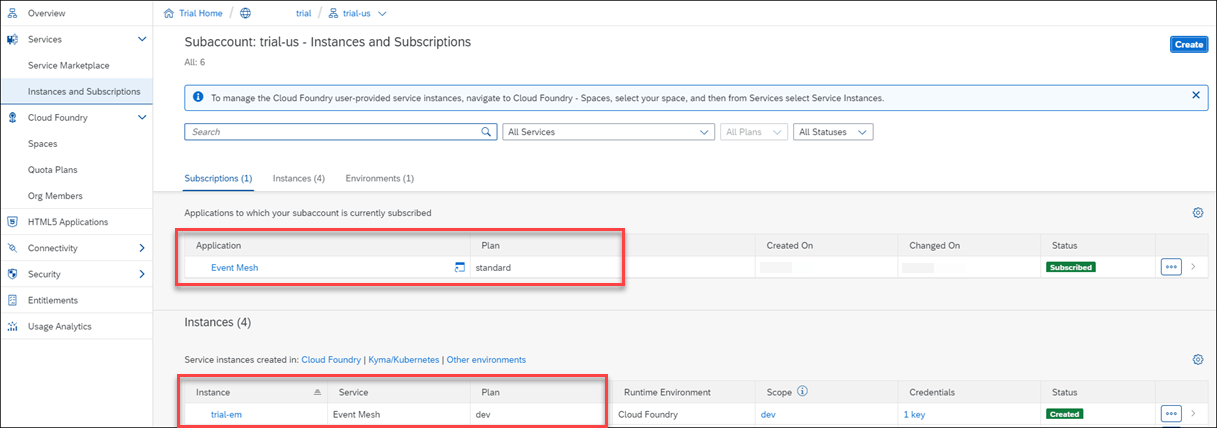 Overview
Services
Service Marketplace
Instances and Subscriptions
Cloud Foundry
Spaces
Quota Plans
Org Members
HTML5 Applications
Connectivity
Security
Entitlements
Usage Analytics
Trial Home / trial / trial-us
Subaccount: trial-us - Instances and Subscriptions
Create
All: 6
To manage the Cloud Foundry user-provided service instances, navigate to Cloud Foundry - Spaces, select your space, and then from Services select Service Instances.
Search All Services All Plans All Statuses
Subscriptions (1) Instances (4) Environments (1)
Applications to which your subaccount is currently subscribed
Application Plan Created On Changed On Status
Event Mesh standard Subscribed
Instances (4)
Service instances created in: Cloud Foundry | Kyma/Kubernetes | Other environments
Instance Service Plan Runtime Environment Scope Credentials Status
trial-em Event Mesh dev Cloud Foundry dev 1 key Created